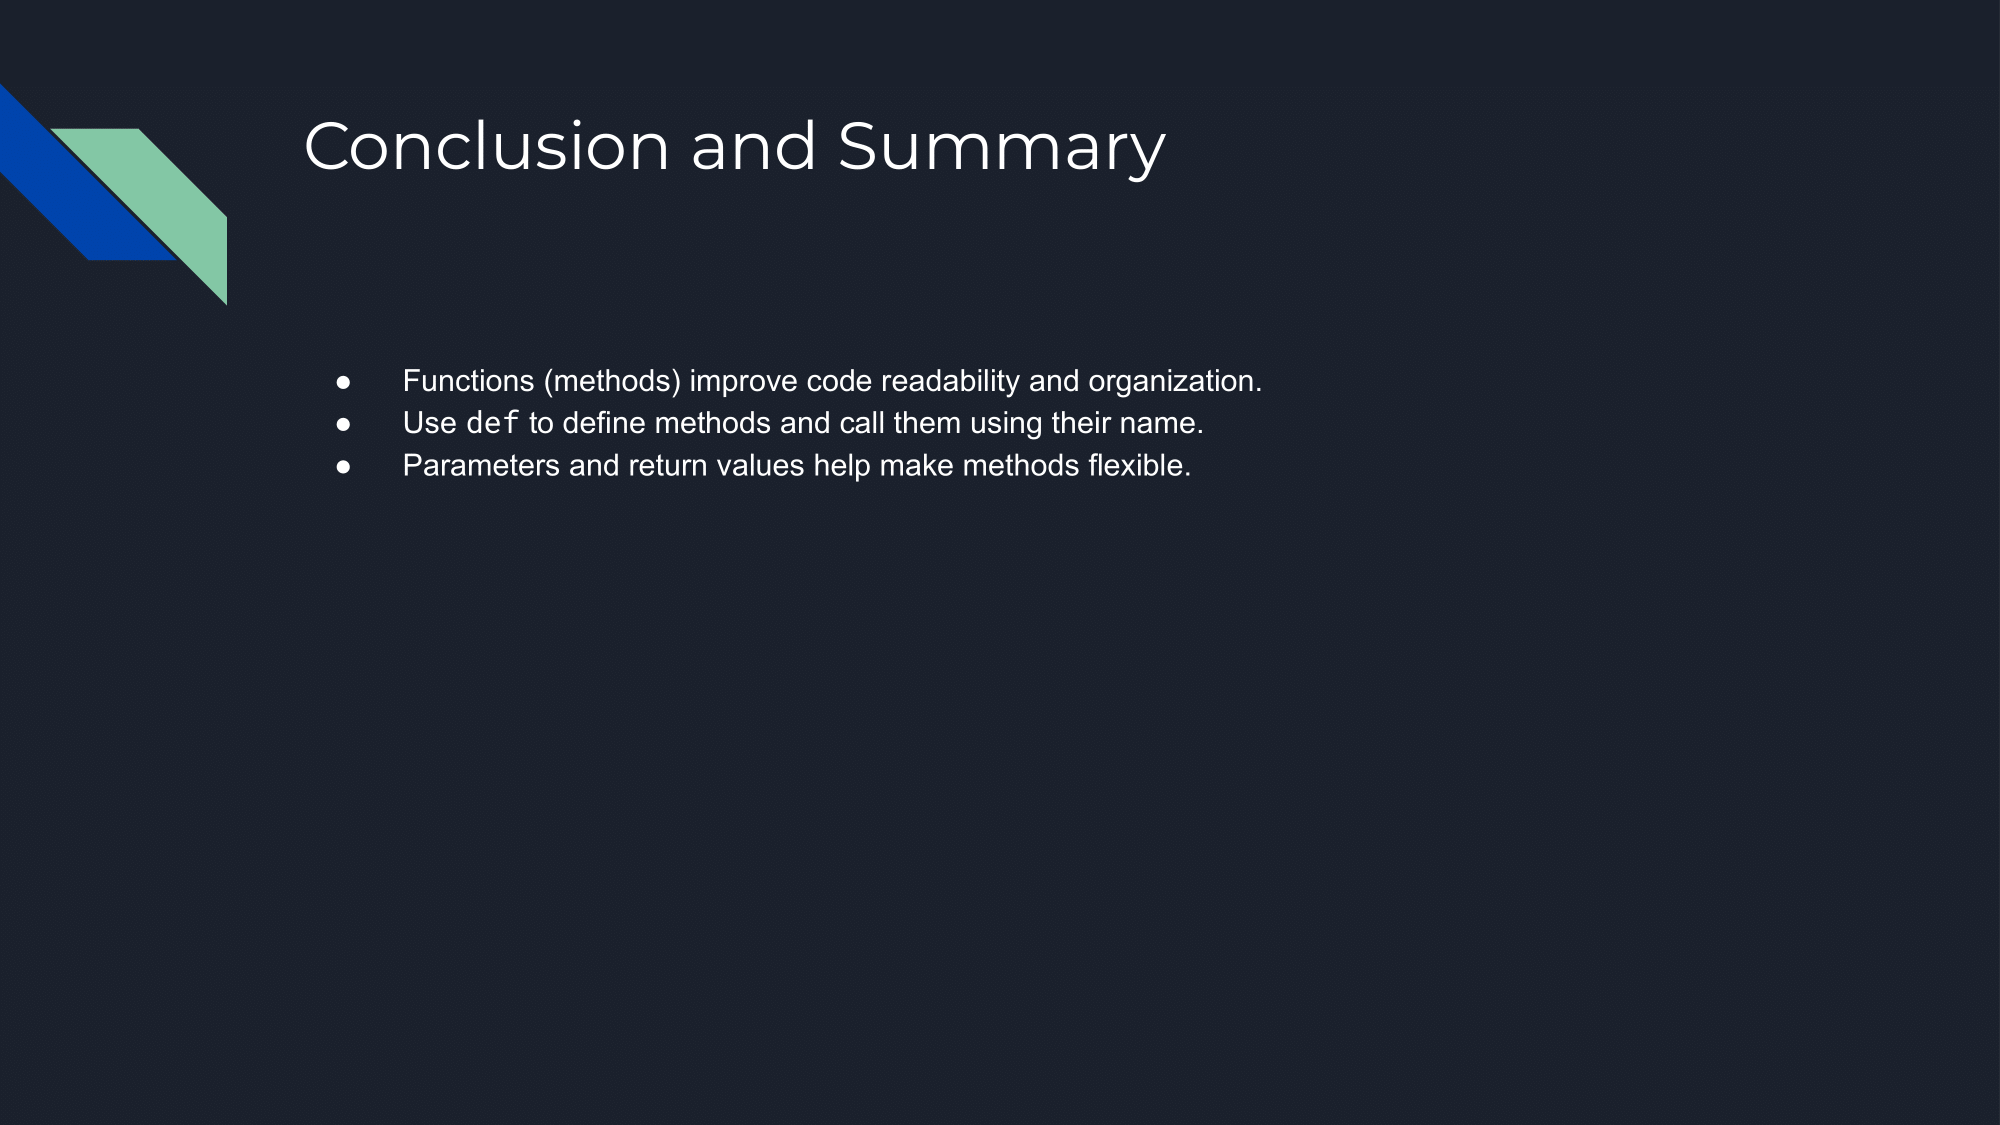 Conclusion and Summary
● Functions (methods) improve code readability and organization.
● Use def to define methods and call them using their name.
● Parameters and return values help make methods flexible.